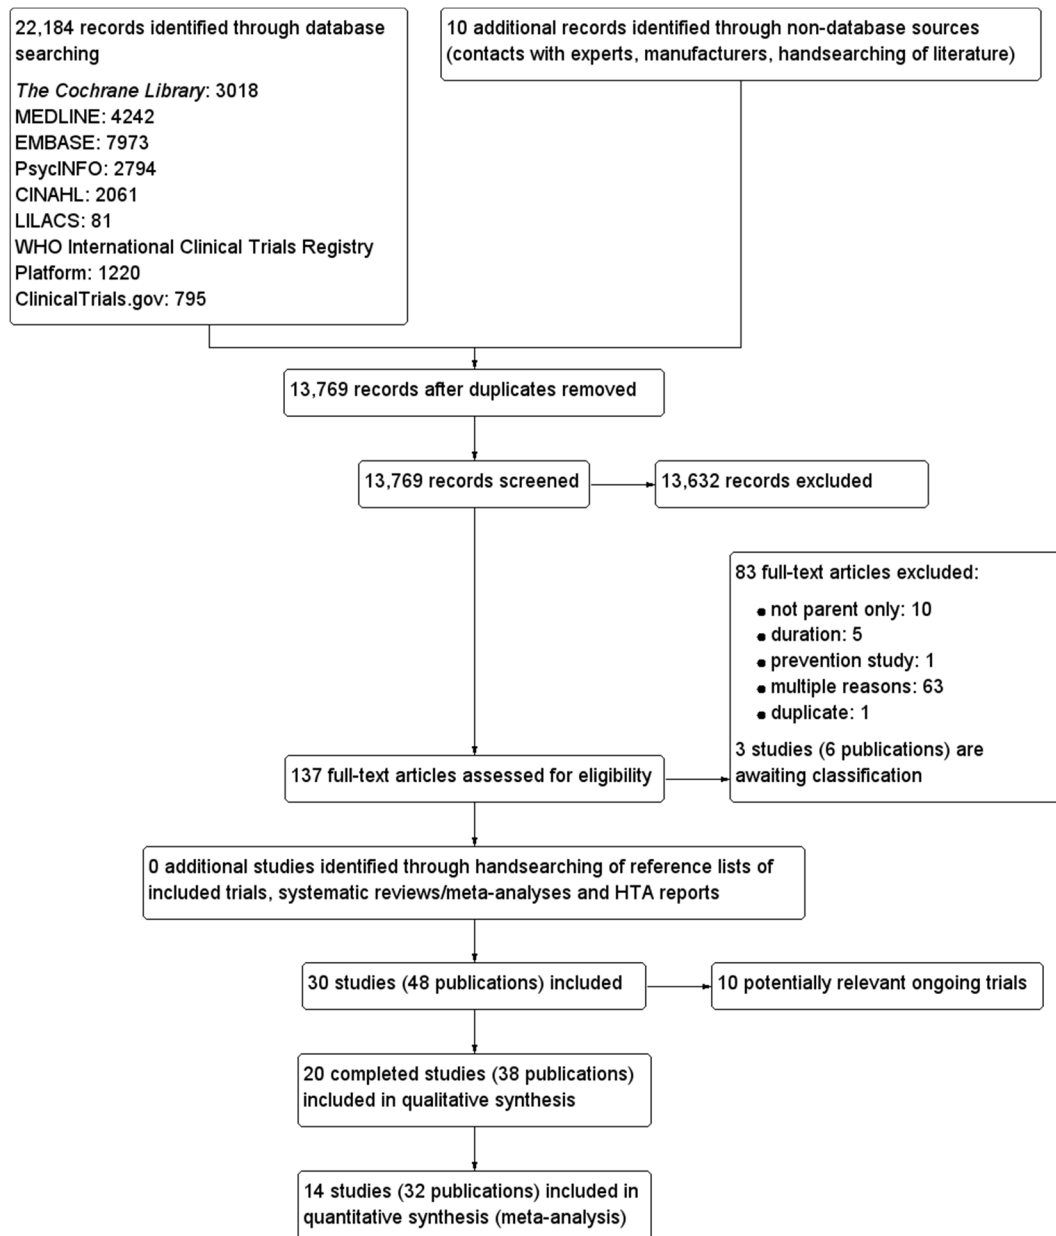 22,184 records identified through database
searching
The Cochrane Library: 3018
MEDLINE: 4242
EMBASE: 7973
PsycINFO: 2794
CINAHL: 2061
LILACS: 81
WHO International Clinical Trials Registry
Platform: 1220
ClinicalTrials.gov: 795
10 additional records identified through non-database sources
(contacts with experts, manufacturers, handsearching of literature)
13,769 records after duplicates removed
13,769 records screened
13,632 records excluded
83 full-text articles excluded:
• not parent only: 10
• duration: 5
• prevention study: 1
• multiple reasons: 63
• duplicate: 1
3 studies (6 publications) are
awaiting classification
137 full-text articles assessed for eligibility
0 additional studies identified through handsearching of reference lists of
included trials, systematic reviews/meta-analyses and HTA reports
30 studies (48 publications) included
10 potentially relevant ongoing trials
20 completed studies (38 publications)
included in qualitative synthesis
14 studies (32 publications) included in
quantitative synthesis (meta-analysis)